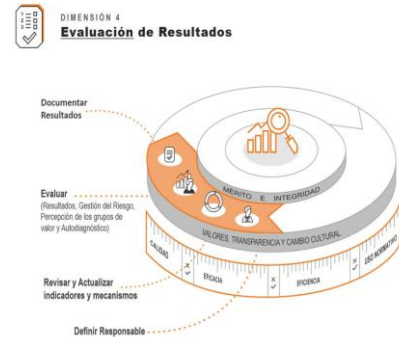 DIMENSIÓN 4
Evaluación de Resultados
Documentar
Resultados
Evaluar
(Resultados, Gestión del Riesgo,
Percepción de los grupos de
valor y Autodiagnóstico)
Revisar y Actualizar
indicadores y mecanismos
Definir Responsable
MÉRITO E INTEGRIDAD
VALORES, TRANSPARENCIA Y CAMBIO CULTURAL
CALIDAD
EFICACIA
EFICIENCIA
USO NORMATIVO